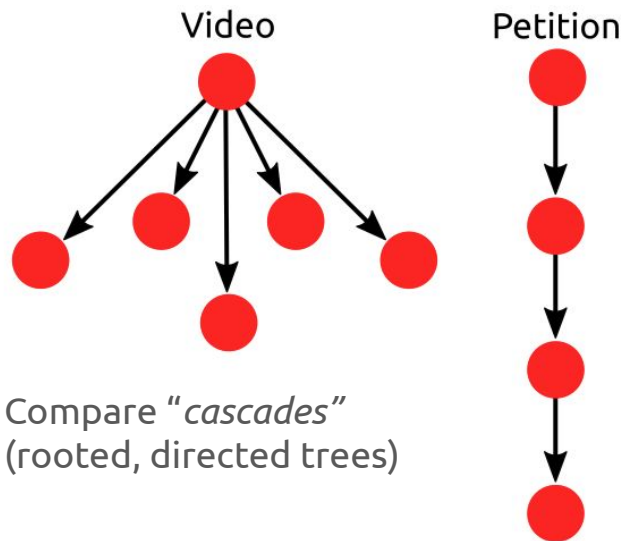 Video
Petition
Compare “cascades”
(rooted, directed trees)